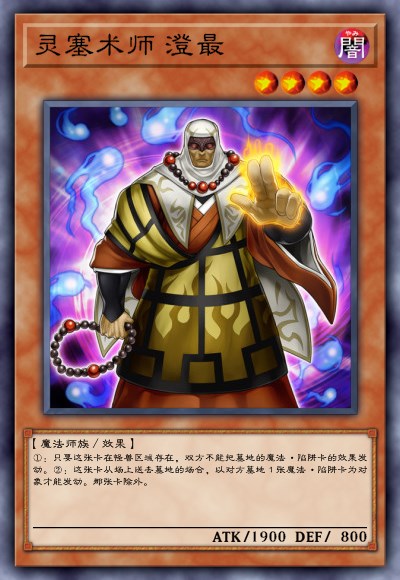 灵塞术师 澄最
やみ
闇
【魔法师族／效果】
①：只要这张卡在怪兽区域存在，双方不能把墓地的魔法·陷阱卡的效果发
动。②：这张卡从场上送去墓地的场合，以对方墓地1张魔法·陷阱卡为对
象才能发动。那张卡除外。
ATK/1900 DEF/ 800